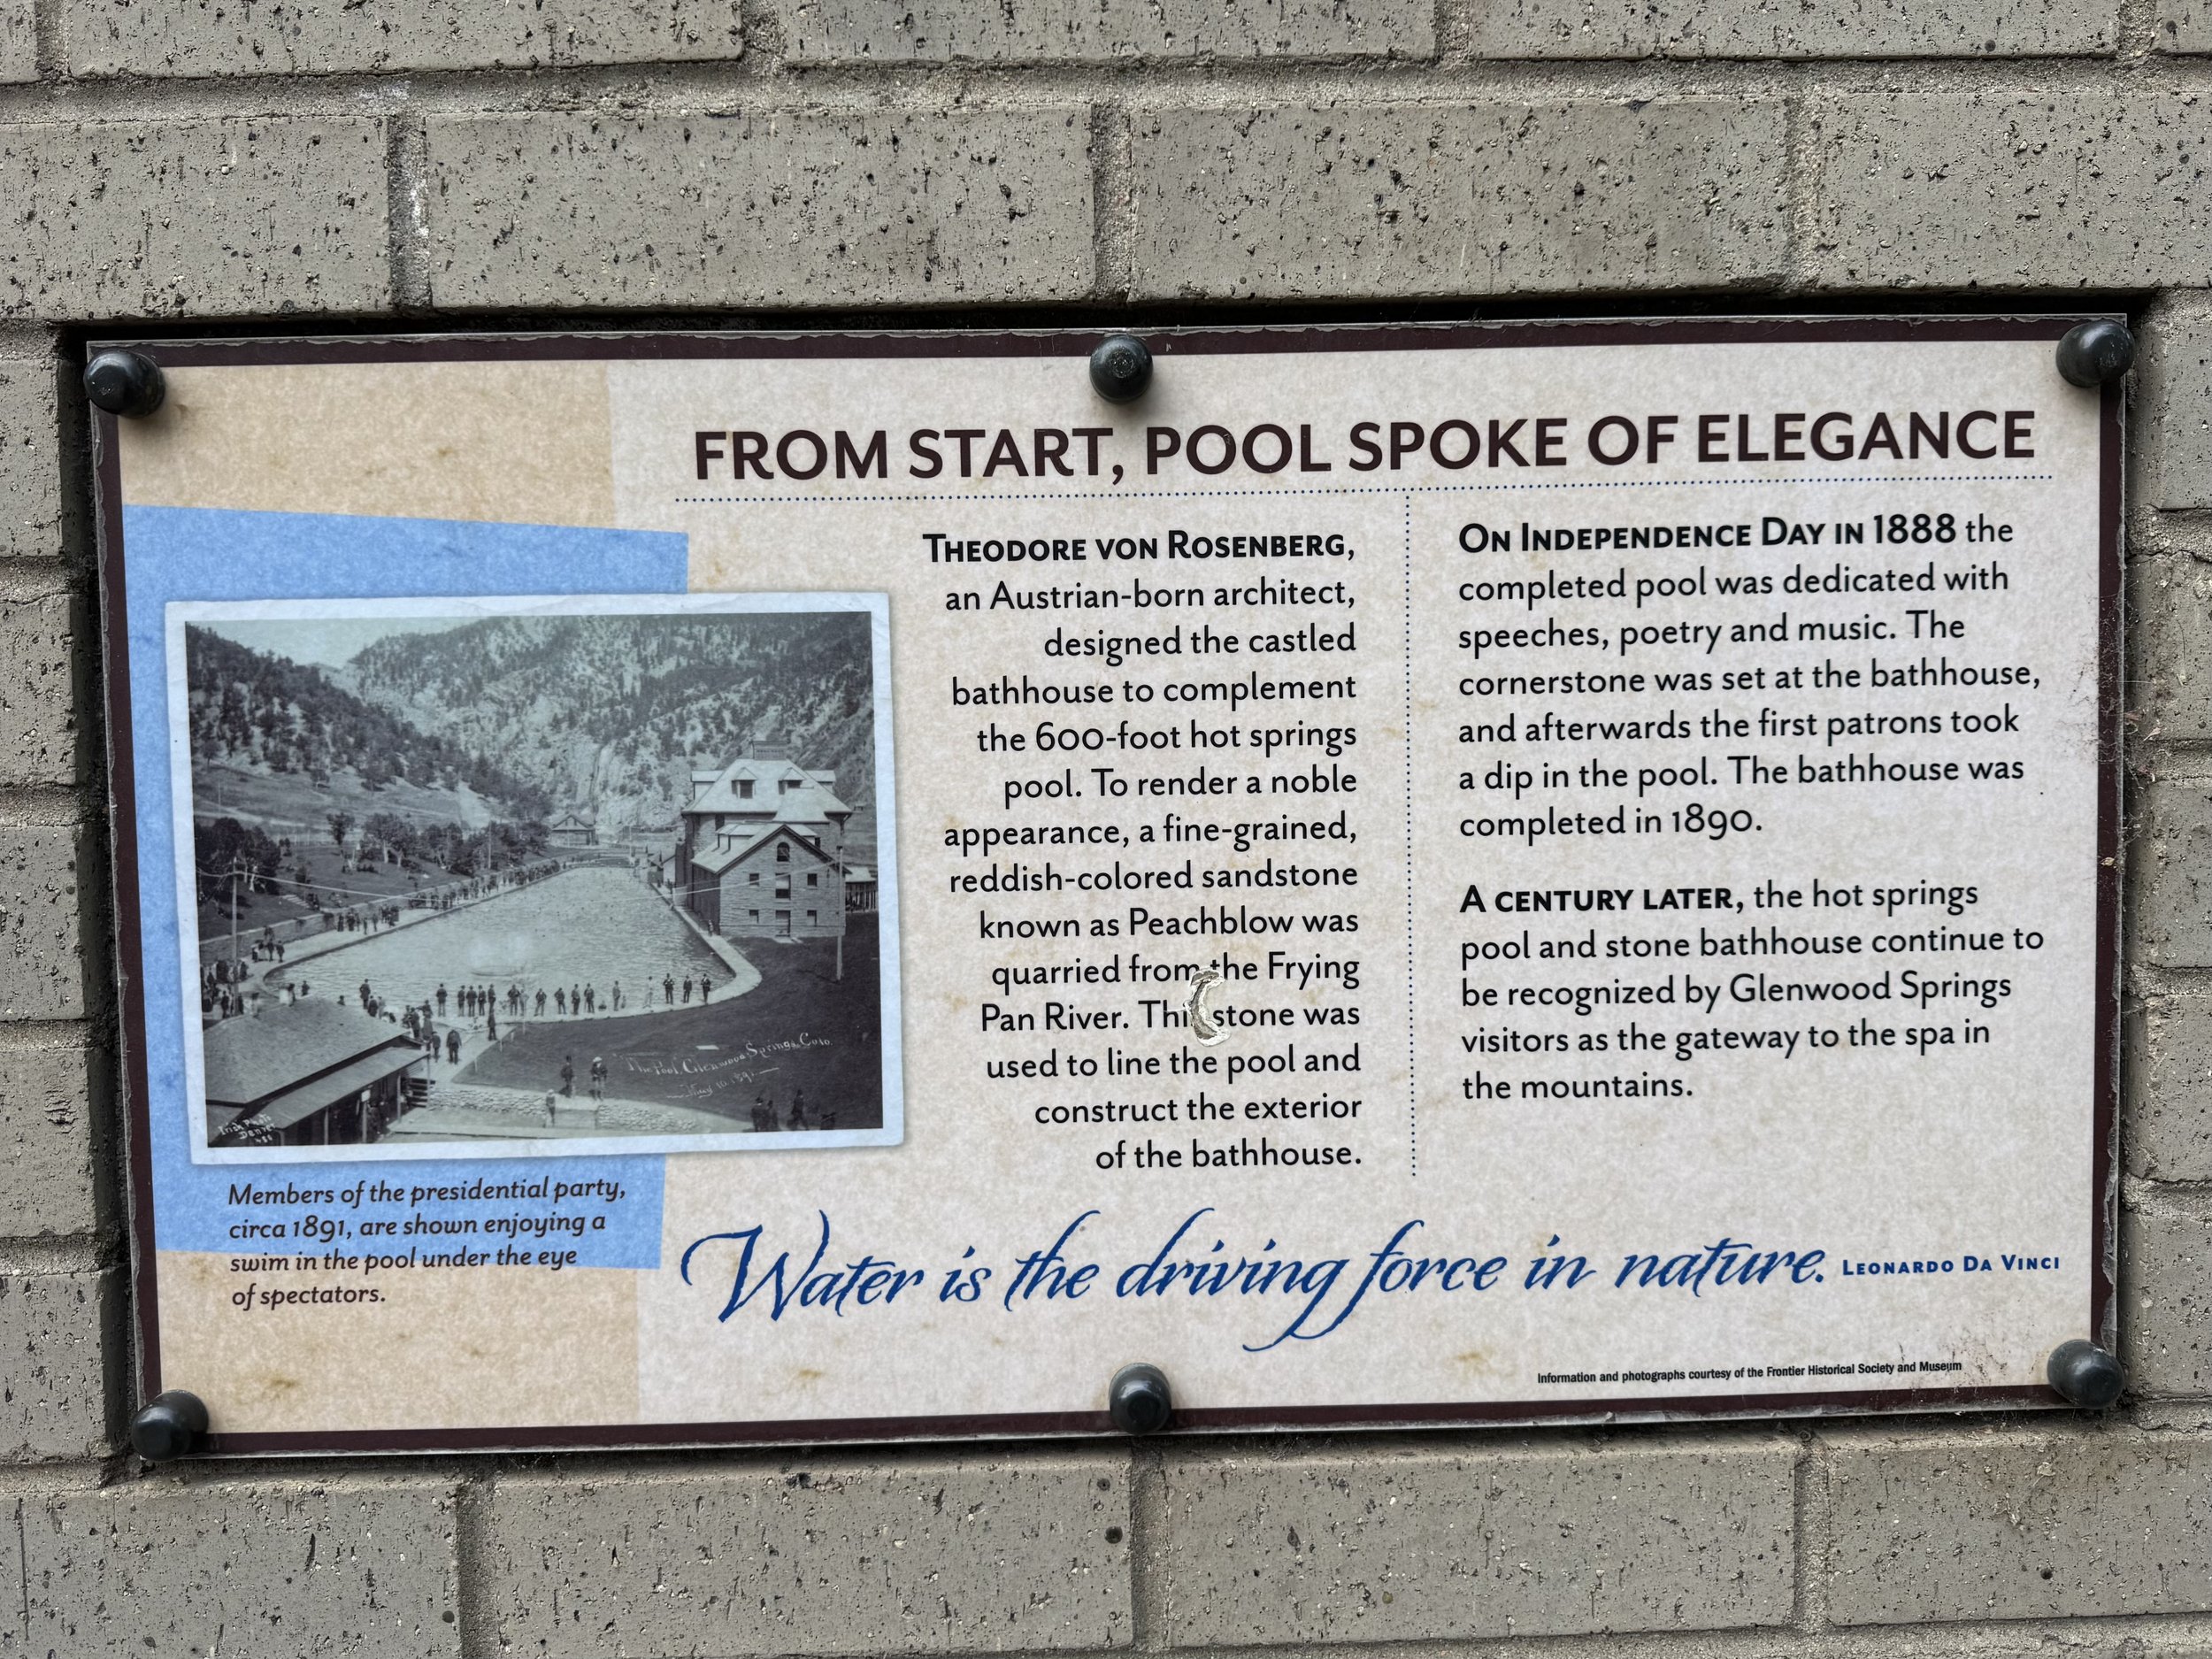 FROM START, POOL SPOKE OF ELEGANCE
THEODORE VON ROSENBERG,
an Austrian-born architect,
designed the castled
bathhouse to complement
the 600-foot hot springs
pool. To render a noble
appearance, a fine-grained,
reddish-colored sandstone
known as Peachblow was
quarried from the Frying
Pan River. This stone was
used to line the pool and
construct the exterior
of the bathhouse.
ON INDEPENDENCE DAY IN 1888 the
completed pool was dedicated with
speeches, poetry and music. The
cornerstone was set at the bathhouse,
and afterwards the first patrons took
a dip in the pool. The bathhouse was
completed in 1890.
A CENTURY LATER, the hot springs
pool and stone bathhouse continue to
be recognized by Glenwood Springs
visitors as the gateway to the spa in
the mountains.
The Pool, Glenwood Springs, Colo.
Members of the presidential party,
circa 1891, are shown enjoying a
swim in the pool under the eye
of spectators.
Water is the driving force in nature. LEONARDO DA VINCI
Information and photographs courtesy of the Frontier Historical Society and Museum